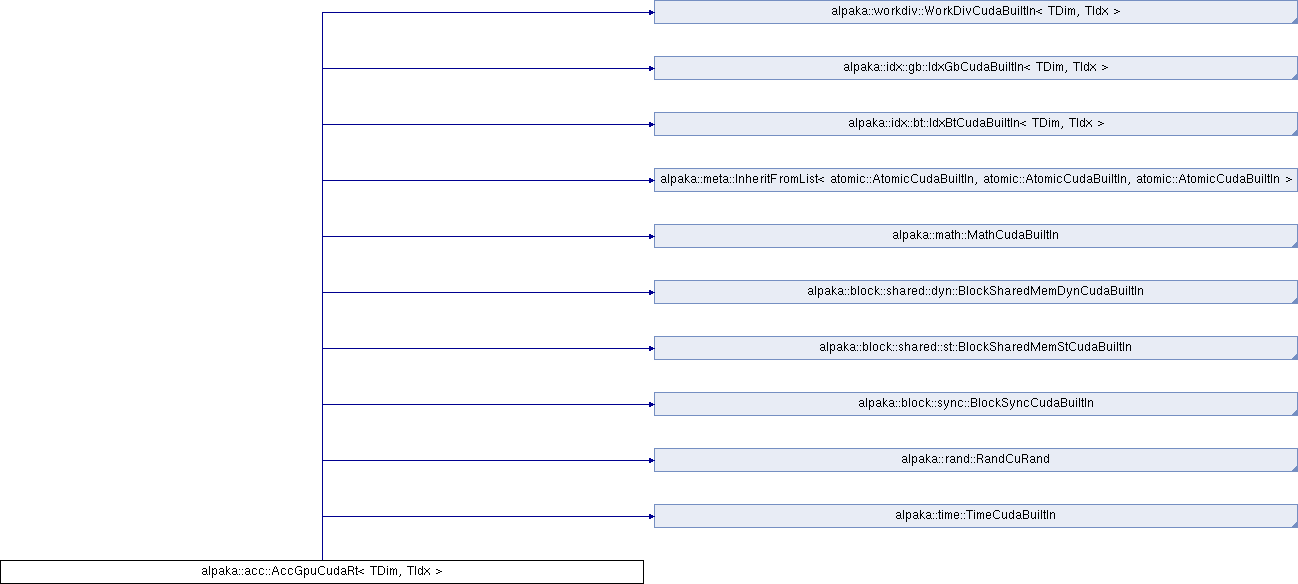 alpaka::workdiv::WorkDivCudaBuiltIn< TDim, TIdx >
alpaka::idx::gb::IdxGbCudaBuiltIn< TDim, TIdx >
alpaka::idx::bt::IdxBtCudaBuiltIn< TDim, TIdx >
alpaka::meta::InheritFromList< atomic::AtomicCudaBuiltIn, atomic::AtomicCudaBuiltIn, atomic::AtomicCudaBuiltIn >
alpaka::math::MathCudaBuiltIn
alpaka::block::shared::dyn::BlockSharedMemDynCudaBuiltIn
alpaka::block::shared::st::BlockSharedMemStCudaBuiltIn
alpaka::block::sync::BlockSyncCudaBuiltIn
alpaka::rand::RandCuRand
alpaka::time::TimeCudaBuiltIn
alpaka::acc::AccGpuCudaRt< TDim, TIdx >